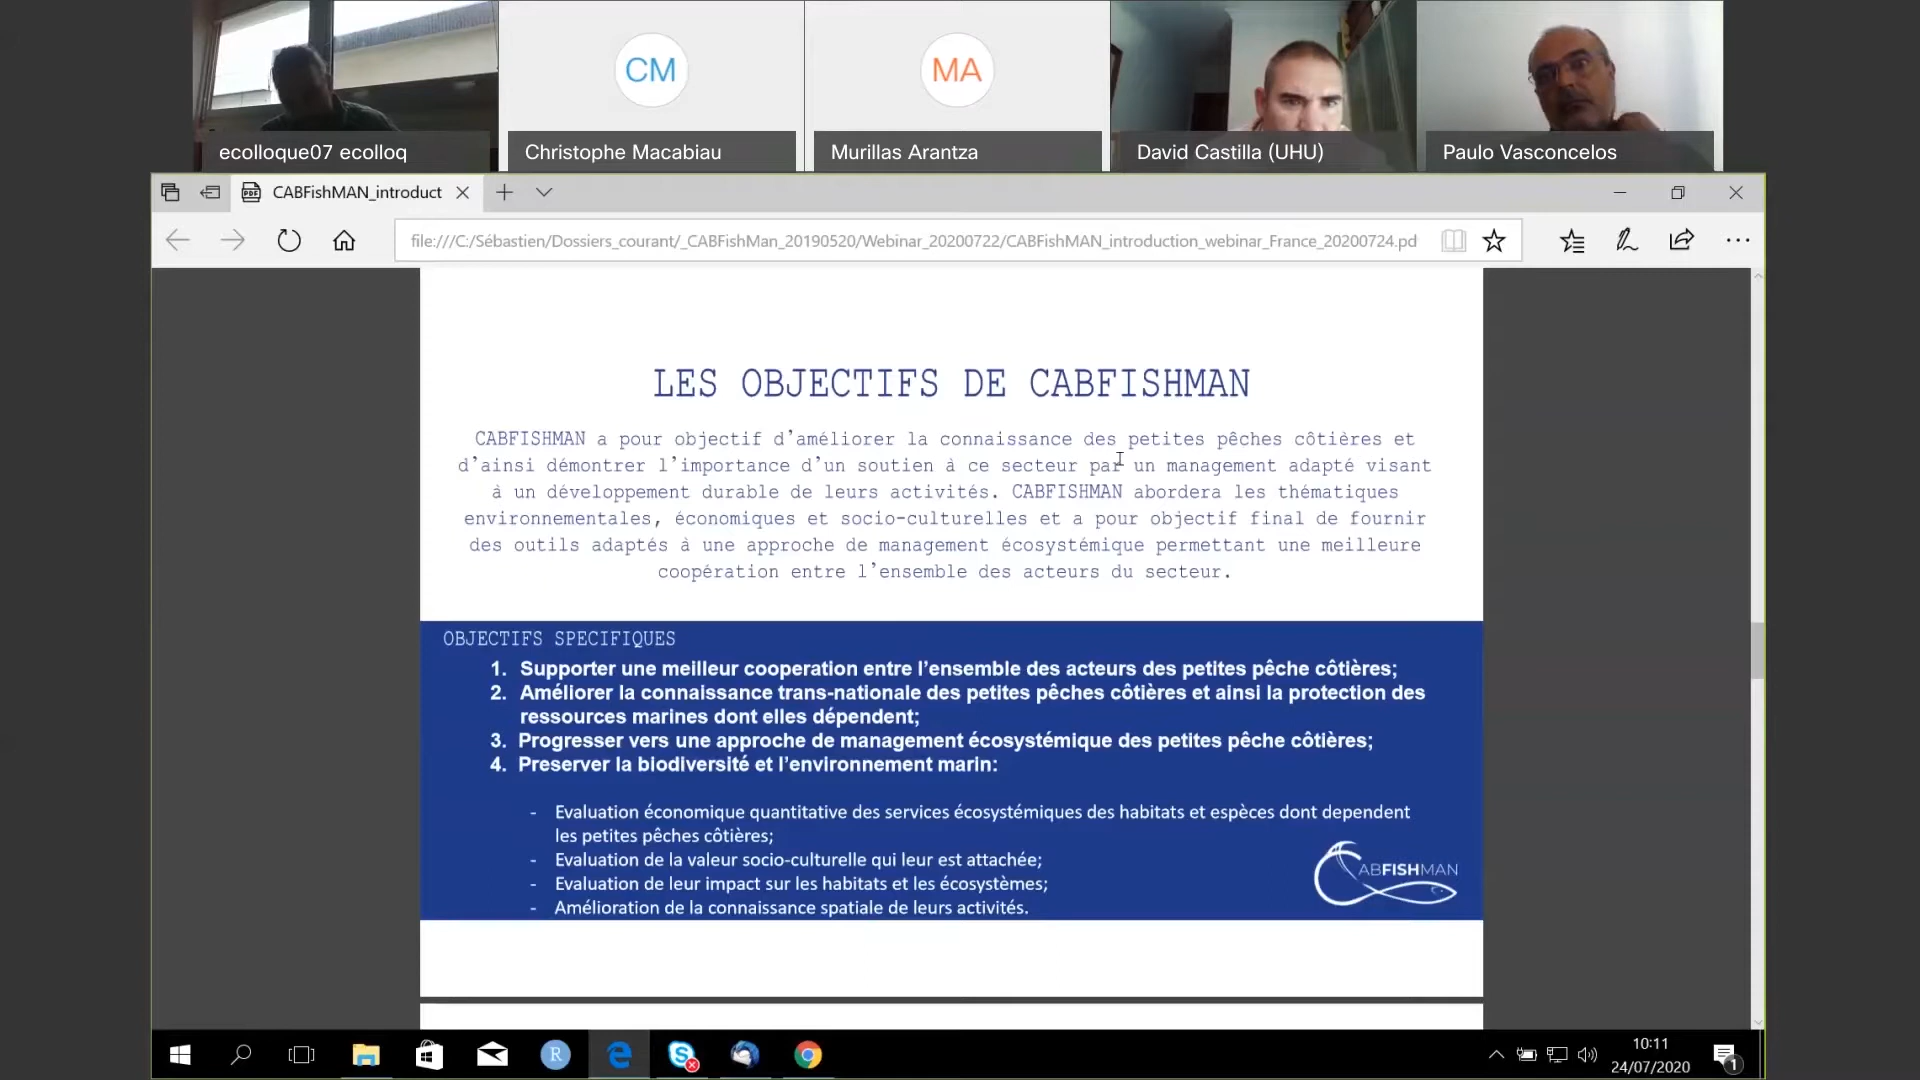 CM
MA
ecolloque07 ecolloq
Christophe Macabiau
Murillas Arantza
David Castilla (UHU)
Paulo Vasconcelos
PDF
CABFishMAN_introduct
file:///C:/Sébastien/Dossiers_courant/_CABFishMan_20190520/Webinar_20200722/CABFishMAN_introduction_webinar_France_20200724.pd
LES OBJECTIFS DE CABFISHMAN
CABFISHMAN a pour objectif d'améliorer la connaissance des petites pêches côtières et
d'ainsi démontrer l'importance d'un soutien à ce secteur par un management adapté visant
à un développement durable de leurs activités. CABFISHMAN abordera les thématiques
environnementales, économiques et socio-culturelles et a pour objectif final de fournir
des outils adaptés à une approche de management écosystémique permettant une meilleure
coopération entre l'ensemble des acteurs du secteur.
OBJECTIFS SPECIFIQUES
1. Supporter une meilleur cooperation entre l'ensemble des acteurs des petites pêche côtières;
2. Améliorer la connaissance trans-nationale des petites pêches côtières et ainsi la protection des
ressources marines dont elles dépendent;
3. Progresser vers une approche de management écosystémique des petites pêche côtières;
4. Preserver la biodiversité et l'environnement marin:
- Evaluation économique quantitative des services écosystémiques des habitats et espèces dont dependent
les petites pêches côtières;
- Evaluation de la valeur socio-culturelle qui leur est attachée;
- Evaluation de leur impact sur les habitats et les écosystèmes;
- Amélioration de la connaissance spatiale de leurs activités.
CABFISHMAN
R
10:11
24/07/2020
1